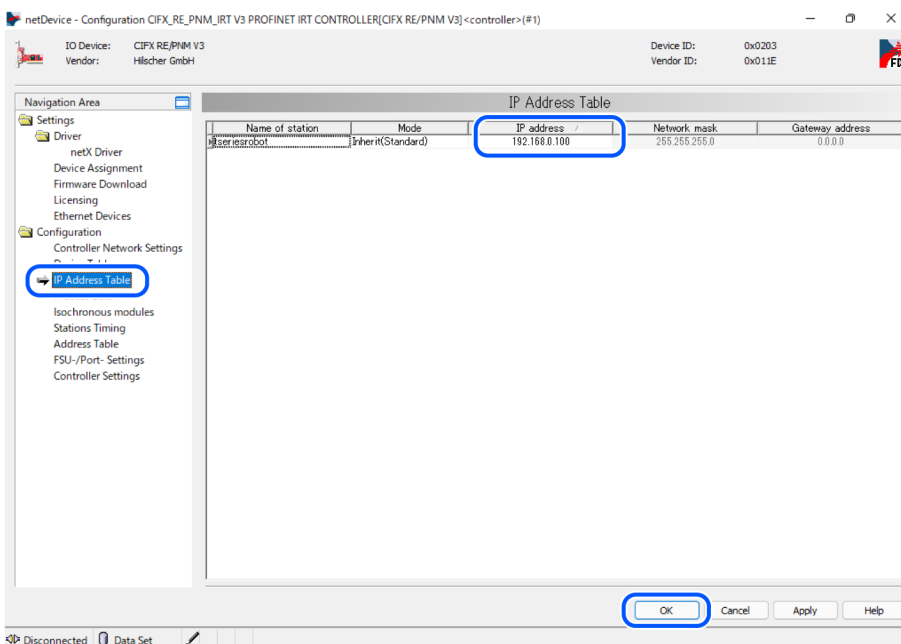 netDevice - Configuration CIFX_RE_PNM_IRT V3 PROFINET IRT CONTROLLER[CIFX RE/PNM V3]<controller>(#1)
IO Device: CIFX RE/PNM V3 Device ID: 0x0203
Vendor: Hilscher GmbH Vendor ID: 0x011E
FD
Navigation Area
Settings
Driver
netX Driver
Device Assignment
Firmware Download
Licensing
Ethernet Devices
Configuration
Controller Network Settings
IP Address Table
Isochronous modules
Stations Timing
Address Table
FSU-/Port- Settings
Controller Settings
IP Address Table
Name of station Mode IP address / Network mask Gateway address
Inherit(Standard) 192.168.0.100 255.255.255.0 0.0.0.0
OK Cancel Apply Help
Disconnected Data Set